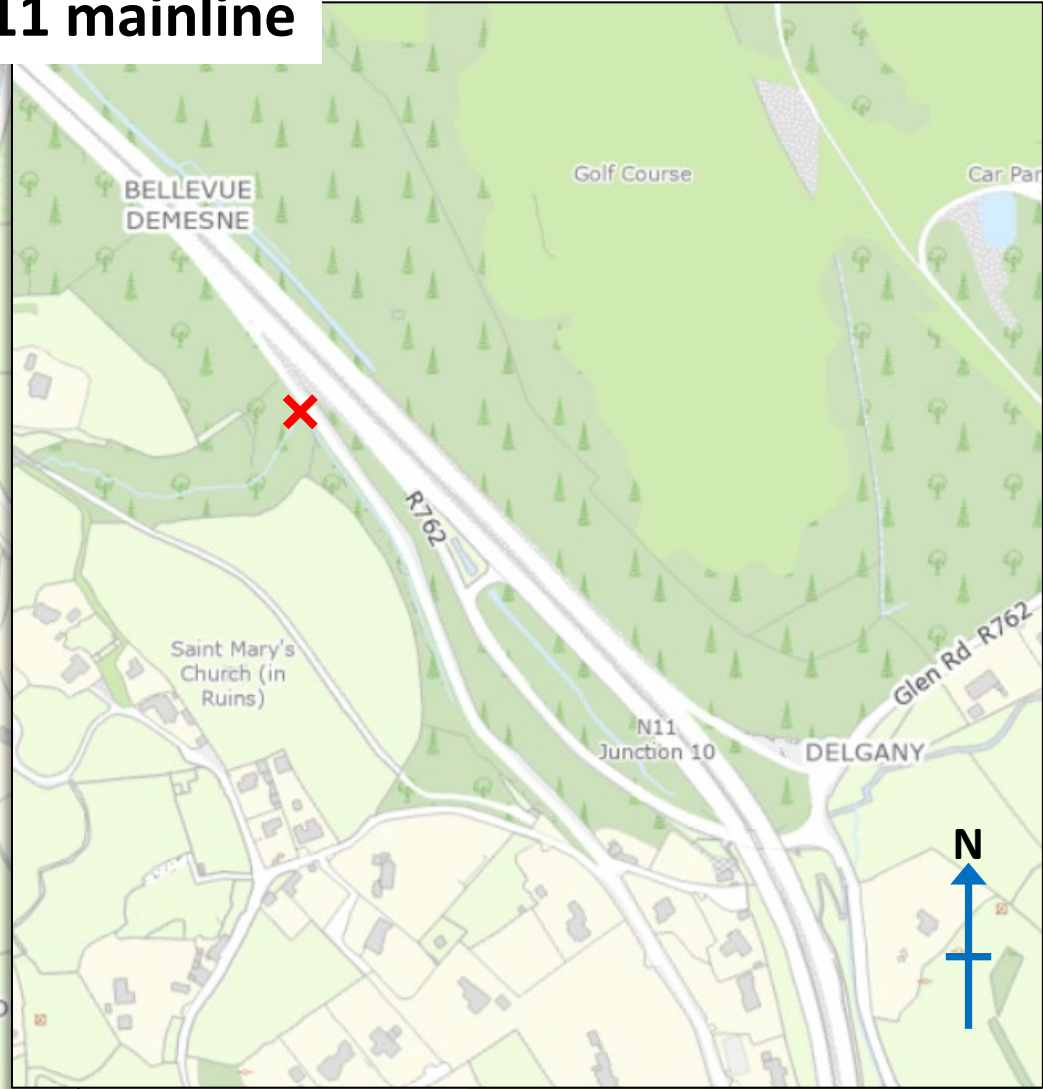 11 mainline
BELLEVUE
DEMESNE
Golf Course
Car Par
R762
Saint Mary's
Church (in
Ruins)
Glen Rd R762
N11
Junction 10
DELGANY
N